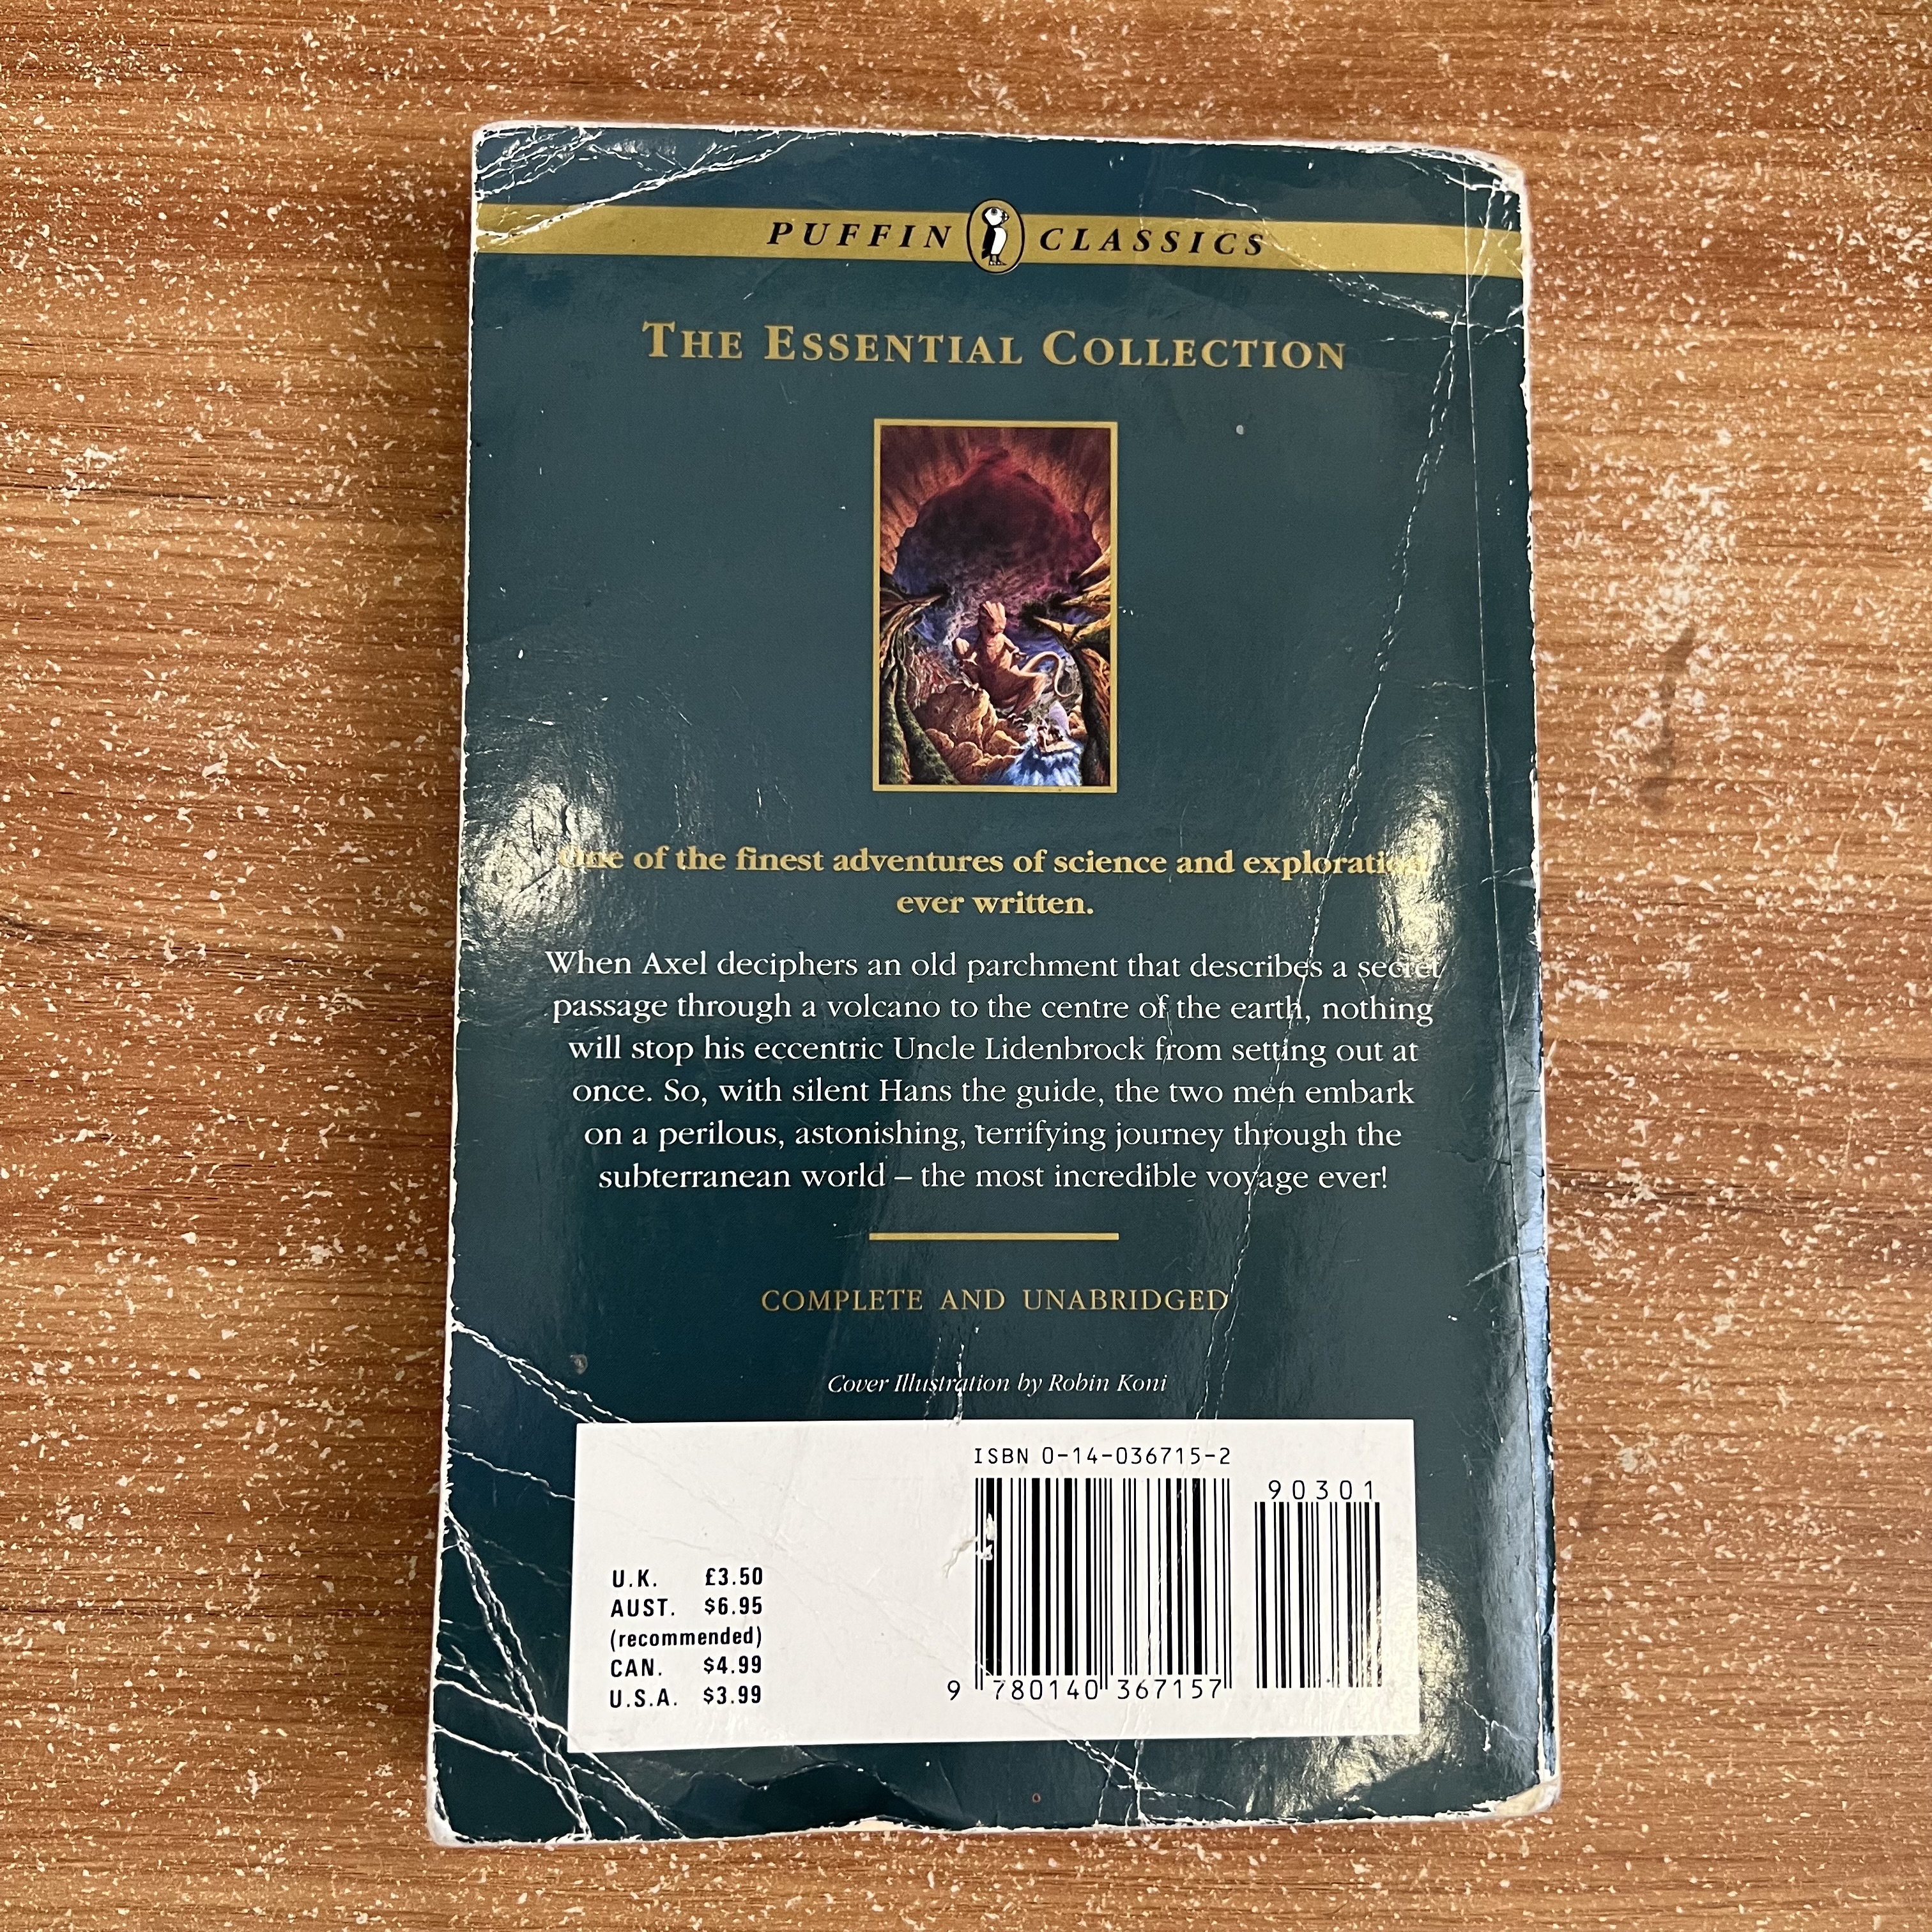 PUFFIN CLASSICS
THE ESSENTIAL COLLECTION
One of the finest adventures of science and exploration
ever written.
When Axel deciphers an old parchment that describes a secret
passage through a volcano to the centre of the earth, nothing
will stop his eccentric Uncle Lidenbrock from setting out at
once. So, with silent Hans the guide, the two men embark
on a perilous, astonishing, terrifying journey through the
subterranean world – the most incredible voyage ever!
COMPLETE AND UNABRIDGED
Cover Illustration by Robin Koni
ISBN 0-14-036715-2
90301
U.K. £3.50
AUST. $6.95
(recommended)
CAN. $4.99
U.S.A. $3.99
9 780140 367157